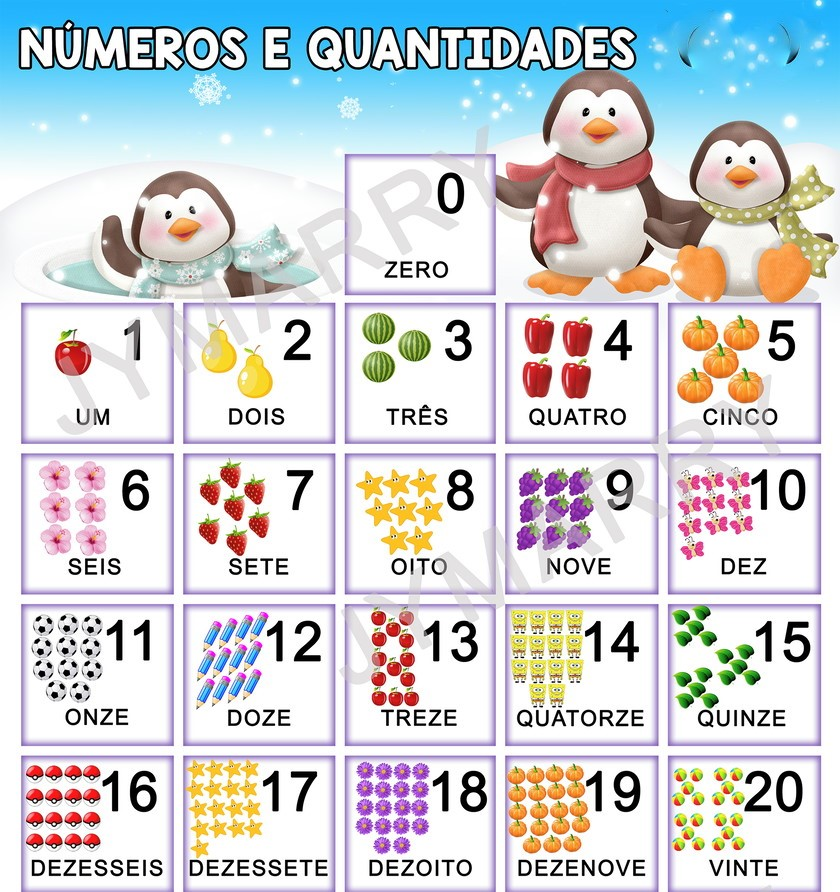 NÚMEROS E QUANTIDADES
0
ZERO
1
UM
2
DOIS
3
TRÊS
4
QUATRO
5
CINCO
6
SEIS
7
SETE
8
OITO
9
NOVE
10
DEZ
11
ONZE
12
DOZE
13
TREZE
14
QUATORZE
15
QUINZE
16
DEZESSEIS
17
DEZESSETE
18
DEZOITO
19
DEZENOVE
20
VINTE
JYMARRY
JYMARRY